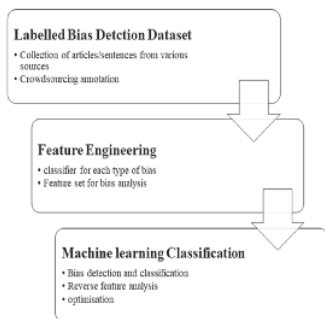 Labelled Bias Detction Dataset
• Collection of articles/sentences from various
sources
• Crowdsourcing annotation
Feature Engineering
• classifier for each type of bias
• Feature set for bias analysis
Machine learning Classification
• Bias detection and classification
• Reverse feature analysis
• optimisation